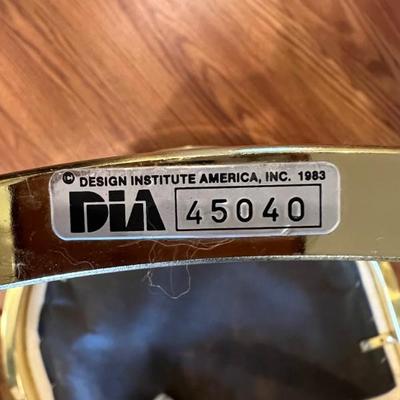 © DESIGN INSTITUTE AMERICA, INC. 1983
DIA 45040